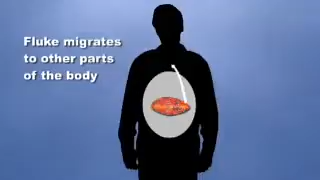 Fluke migrates
to other parts
of the body